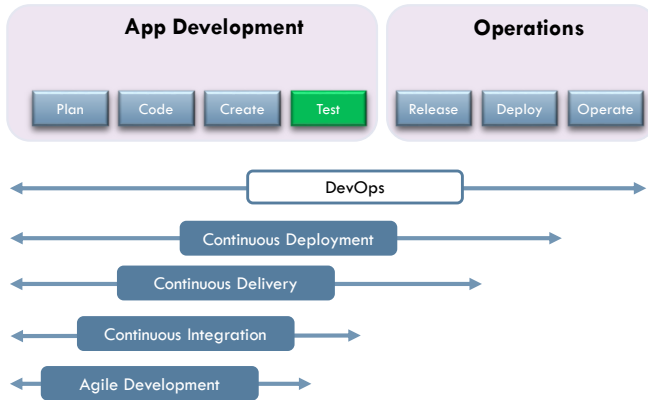 App Development
Operations
Plan
Code
Create
Test
Release
Deploy
Operate
DevOps
Continuous Deployment
Continuous Delivery
Continuous Integration
Agile Development